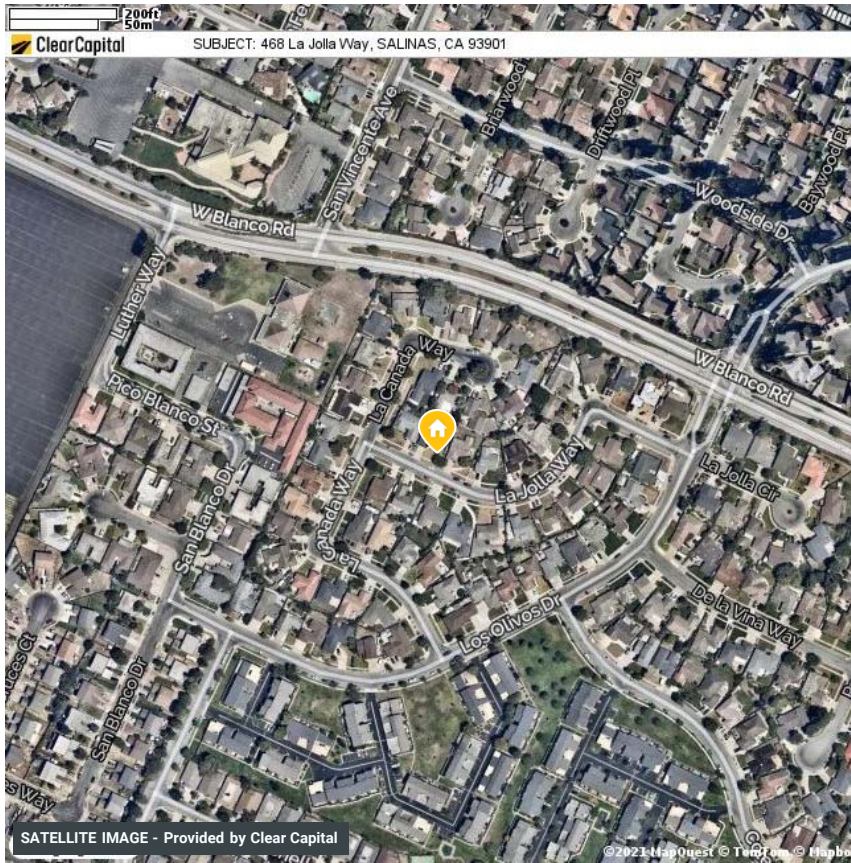 200ft
50m
ClearCapital
SUBJECT: 468 La Jolla Way, SALINAS, CA 93901
Briarwood
Driftwood Pl
San Vincente Ave
Baywood Pl
Woodside Dr
W Blanco Rd
Luther Way
La Canada Way
W Blanco Rd
Pico Blanco St
La Jolla Way
La Jolla Cir
San Blanco Dr
La Canada Way
De la Vina Way
Los Olivos Dr
San Blanco Dr
SATELLITE IMAGE - Provided by Clear Capital
©2021 MapQuest © TomTom © Mapbo